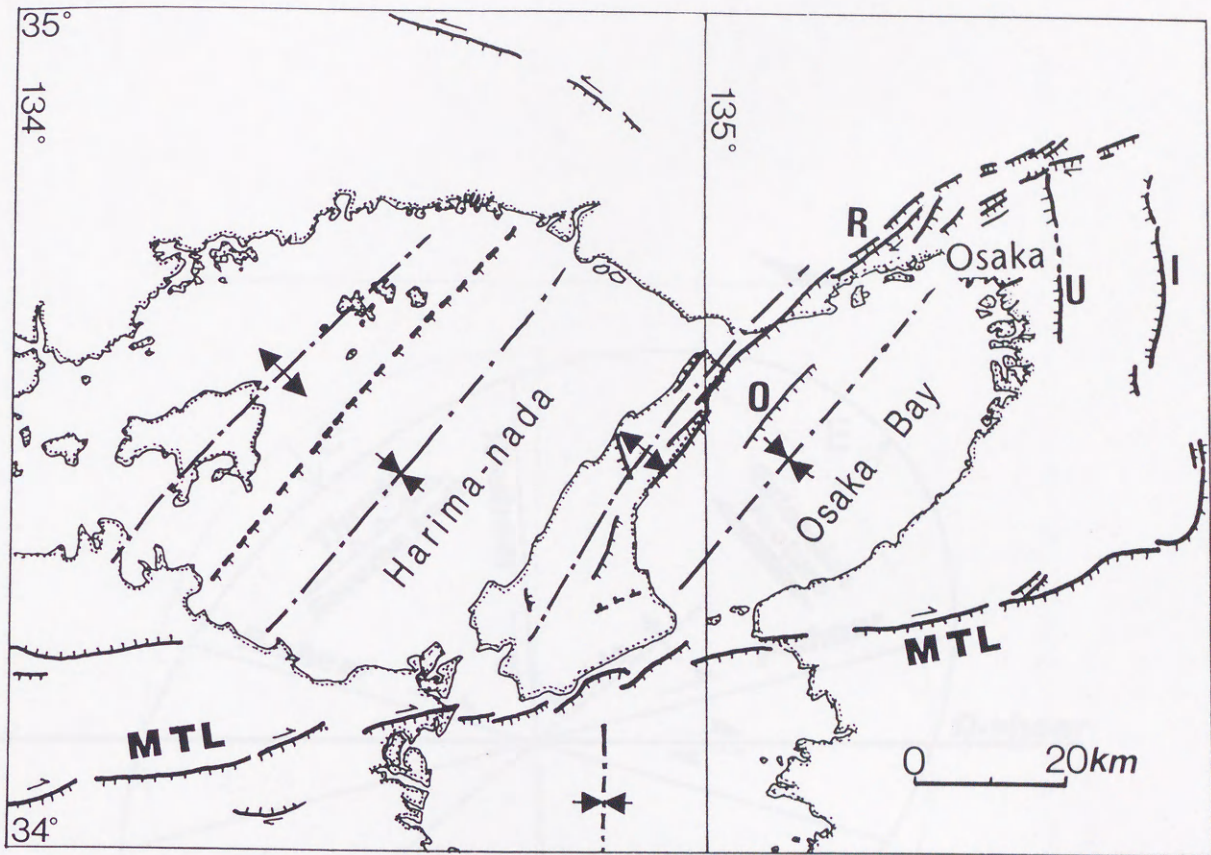 35°
134°
135°
R
Osaka
U
I
O
Harima-nada
Osaka Bay
MTL
MTL
0 20km
34°